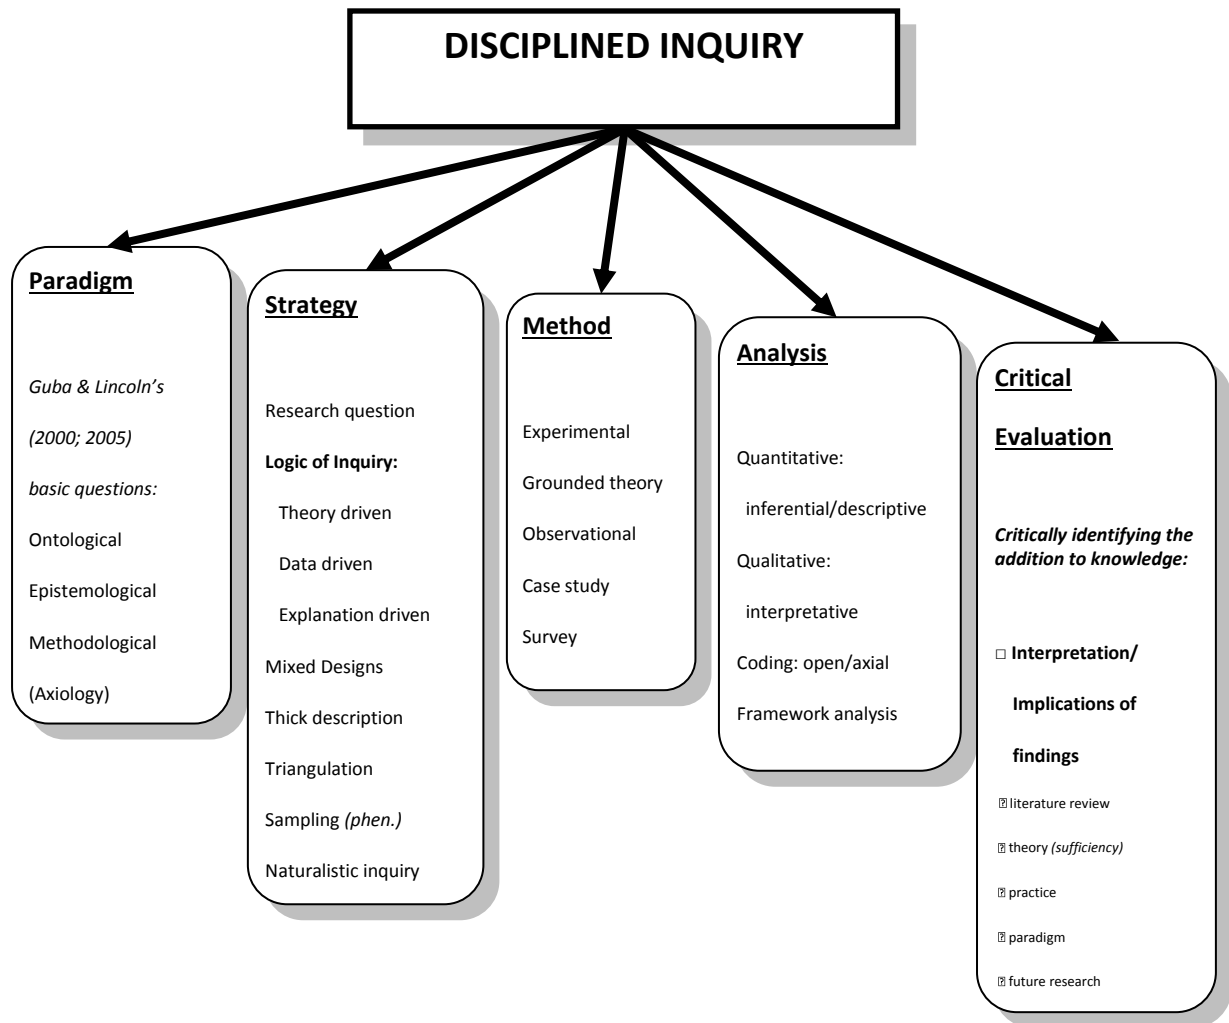 DISCIPLINED INQUIRY
Paradigm
Guba & Lincoln’s
(2000; 2005)
basic questions:
Ontological
Epistemological
Methodological
(Axiology)
Strategy
Research question
Logic of Inquiry:
Theory driven
Data driven
Explanation driven
Mixed Designs
Thick description
Triangulation
Sampling (phen.)
Naturalistic inquiry
Method
Experimental
Grounded theory
Observational
Case study
Survey
Analysis
Quantitative:
inferential/descriptive
Qualitative:
interpretative
Coding: open/axial
Framework analysis
Critical
Evaluation
Critically identifying the
addition to knowledge:
□ Interpretation/
Implications of
findings
⍰ literature review
⍰ theory (sufficiency)
⍰ practice
⍰ paradigm
⍰ future research